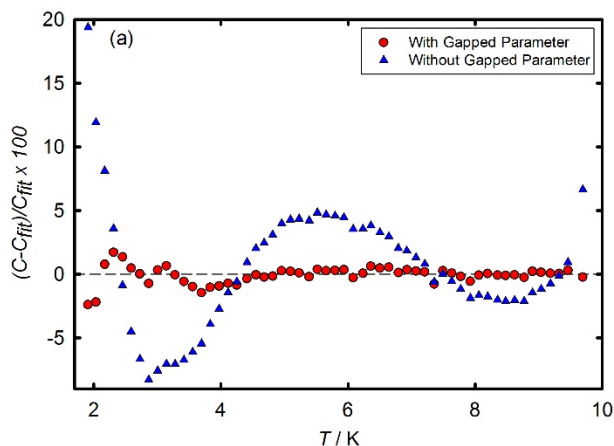 (a)
With Gapped Parameter
Without Gapped Parameter
(C-Cfit)/Cfit x 100
20
15
10
5
0
-5
2
4
6
8
10
T / K